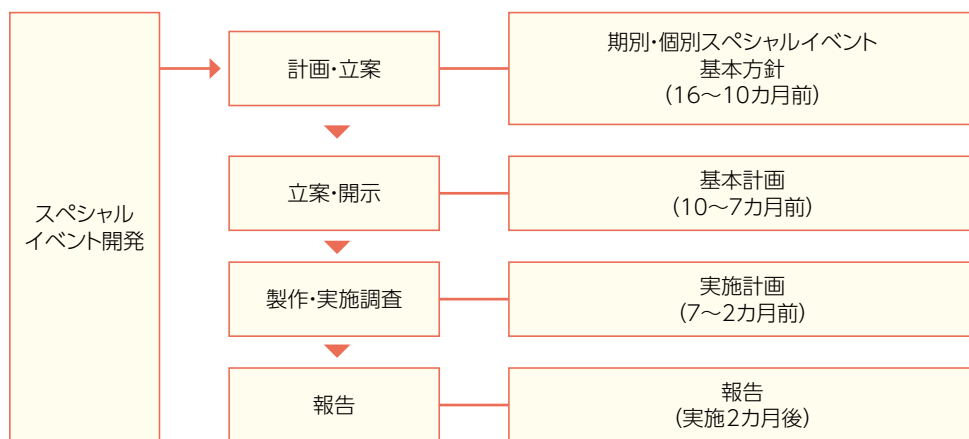 スペシャル
イベント開発
計画・立案
期別・個別スペシャルイベント
基本方針
(16〜10カ月前)
立案・開示
基本計画
(10〜7カ月前)
製作・実施調査
実施計画
(7〜2カ月前)
報告
報告
(実施2カ月後)